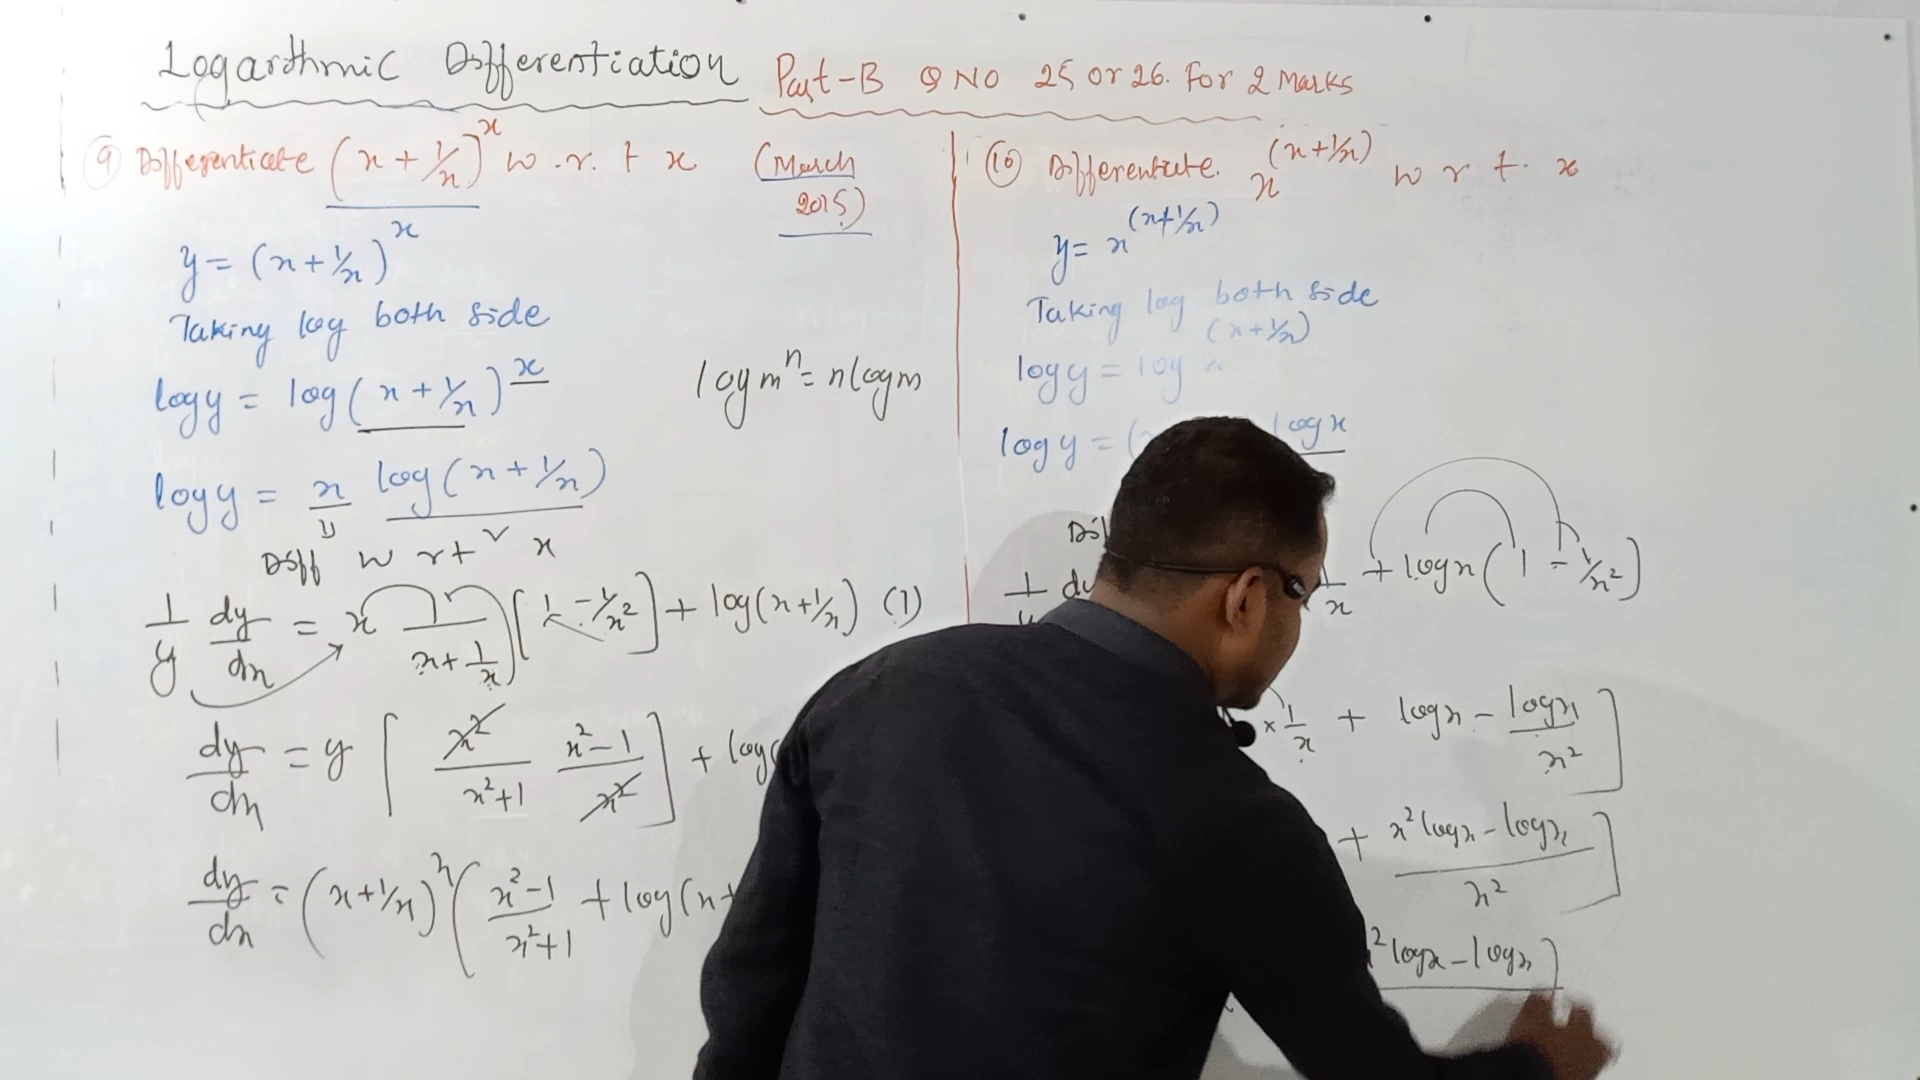 Logarithmic Differentiation Part-B Q NO 25 or 26. For 2 Marks
9 Differentiate (x + 1/x)^x w.r.t x (March 2015)
y = (x + 1/x)^x
Taking log both side
log y = log(x + 1/x)^x
log m^n = n log m
log y = x log(x + 1/x)
u v
Diff w r t x
1/y dy/dx = x 1/(x + 1/x) [1 - 1/x²] + log(x + 1/x) (1)
dy/dx = y [x²/(x²+1) (x²-1)/x²] + log(
dy/dx = (x + 1/x)^x ((x²-1)/(x²+1) + log(x+
10 Differentiate x^(x+1/x) w r t. x
y = x^(x+1/x)
Taking log both side
log y = log x^(x+1/x)
log y = ( log x
1/x + log x (1 - 1/x²)
× 1/x + log x - log x/x² ]
+ (x² log x - log x)/x² ]
² log x - log x ]